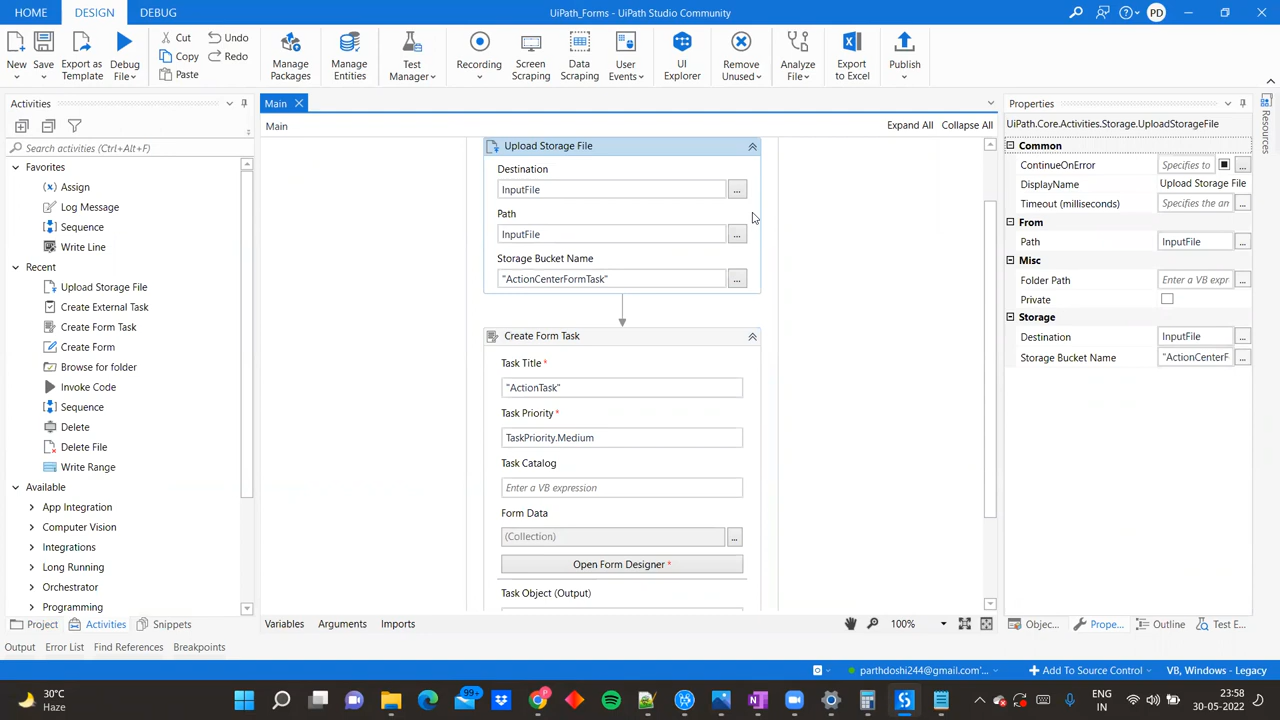 HOME DESIGN DEBUG UiPath_Forms - UiPath Studio Community PD
New Save Export as Template Debug File Cut Copy Paste Undo Redo Manage Packages Manage Entities Test Manager Recording Screen Scraping Data Scraping User Events UI Explorer Remove Unused Analyze File Export to Excel Publish
Activities
Search activities (Ctrl+Alt+F)
Favorites
Assign
Log Message
Sequence
Write Line
Recent
Upload Storage File
Create External Task
Create Form Task
Create Form
Browse for folder
Invoke Code
Sequence
Delete
Delete File
Write Range
Available
App Integration
Computer Vision
Integrations
Long Running
Orchestrator
Programming
Project Activities Snippets
Main
Main Expand All Collapse All
Upload Storage File
Destination
InputFile ...
Path
InputFile ...
Storage Bucket Name
"ActionCenterFormTask" ...
Create Form Task
Task Title *
"ActionTask"
Task Priority *
TaskPriority.Medium
Task Catalog
Enter a VB expression
Form Data
(Collection) ...
Open Form Designer *
Task Object (Output)
Variables Arguments Imports 100%
Properties
UiPath.Core.Activities.Storage.UploadStorageFile
Common
ContinueOnError Specifies to ...
DisplayName Upload Storage File
Timeout (milliseconds) Specifies the an ...
From
Path InputFile ...
Misc
Folder Path Enter a VB expr ...
Private
Storage
Destination InputFile ...
Storage Bucket Name "ActionCenterF ...
Objec... Prope... Outline Test E...
Resources
Output Error List Find References Breakpoints
parthdoshi244@gmail.com'... Add To Source Control VB, Windows - Legacy
30°C
Haze
99+
ENG
IN
23:58
30-05-2022